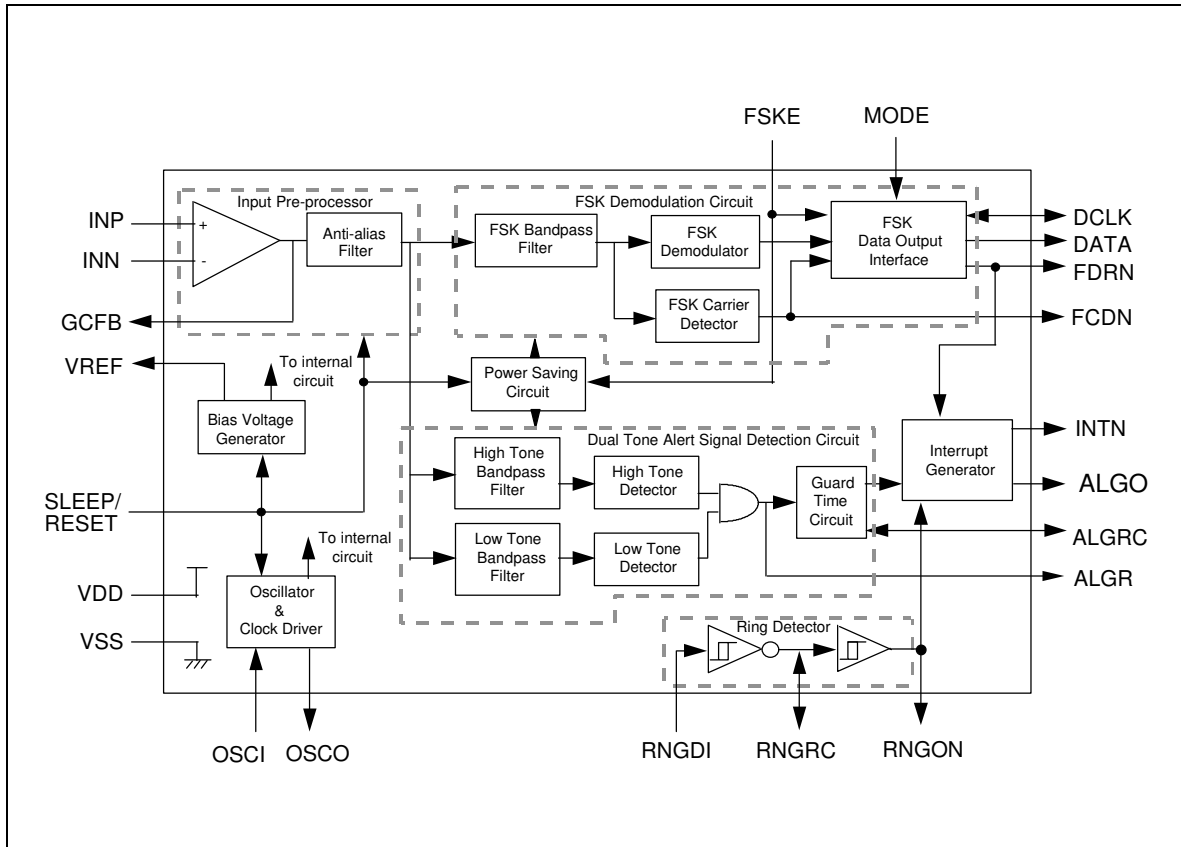 FSKE
MODE
Input Pre-processor
FSK Demodulation Circuit
INP
+
INN
-
Anti-alias
Filter
FSK Bandpass
Filter
FSK
Demodulator
FSK
Data Output
Interface
DCLK
DATA
FDRN
GCFB
FSK Carrier
Detector
FCDN
VREF
To internal
circuit
Power Saving
Circuit
Bias Voltage
Generator
Dual Tone Alert Signal Detection Circuit
High Tone
Bandpass
Filter
High Tone
Detector
Guard
Time
Circuit
Interrupt
Generator
INTN
ALGO
SLEEP/
RESET
To internal
circuit
Low Tone
Bandpass
Filter
Low Tone
Detector
ALGRC
ALGR
VDD
VSS
Oscillator
&
Clock Driver
Ring Detector
OSCI
OSCO
RNGDI
RNGRC
RNGON